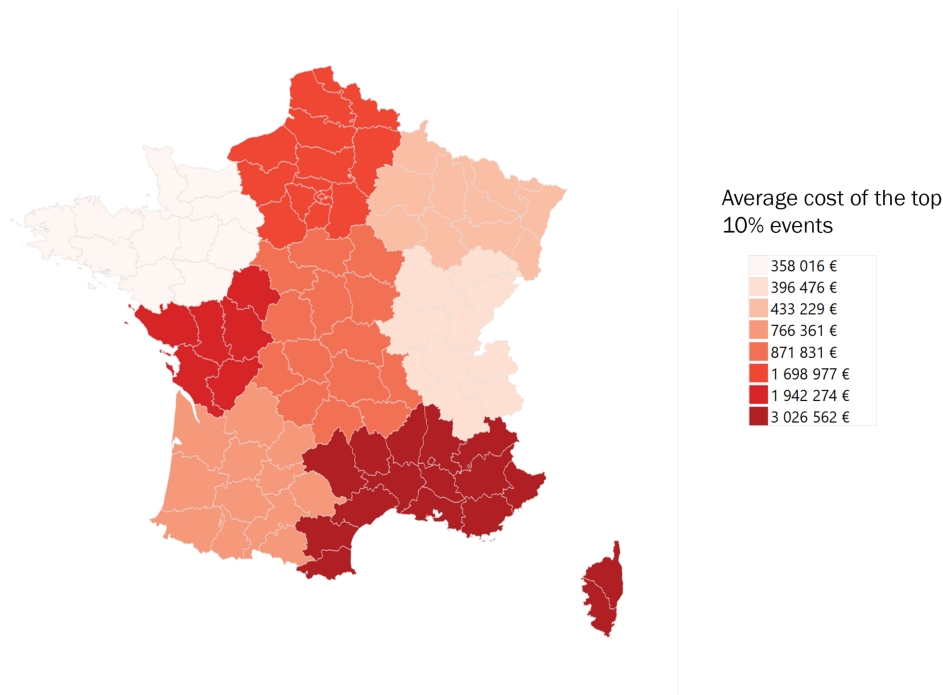 Average cost of the top
10% events
358 016 €
396 476 €
433 229 €
766 361 €
871 831 €
1 698 977 €
1 942 274 €
3 026 562 €